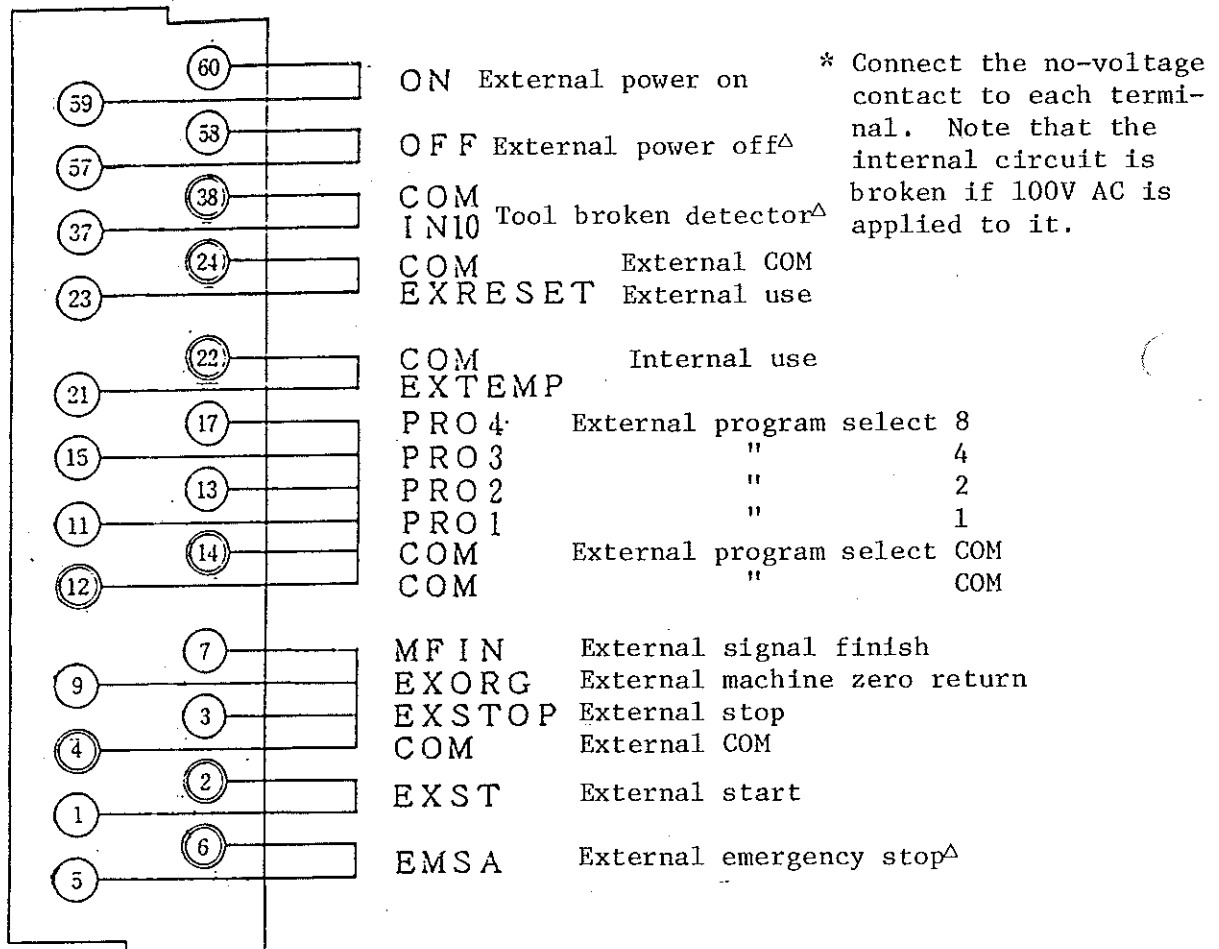 60 ON External power on * Connect the no-voltage
59 contact to each termi-
58 nal. Note that the
57 OFF External power off△ internal circuit is
38 COM broken if 100V AC is
37 IN10 Tool broken detector△ applied to it.
24 COM External COM
23 EXRESET External use
22 COM Internal use
21 EXTEMP
17 PRO4 External program select 8
15 PRO3 " 4
13 PRO2 " 2
11 PRO1 " 1
14 COM External program select COM
12 COM " COM
7 MFIN External signal finish
9 EXORG External machine zero return
3 EXSTOP External stop
4 COM External COM
2
1 EXST External start
6
5 EMSA External emergency stop△